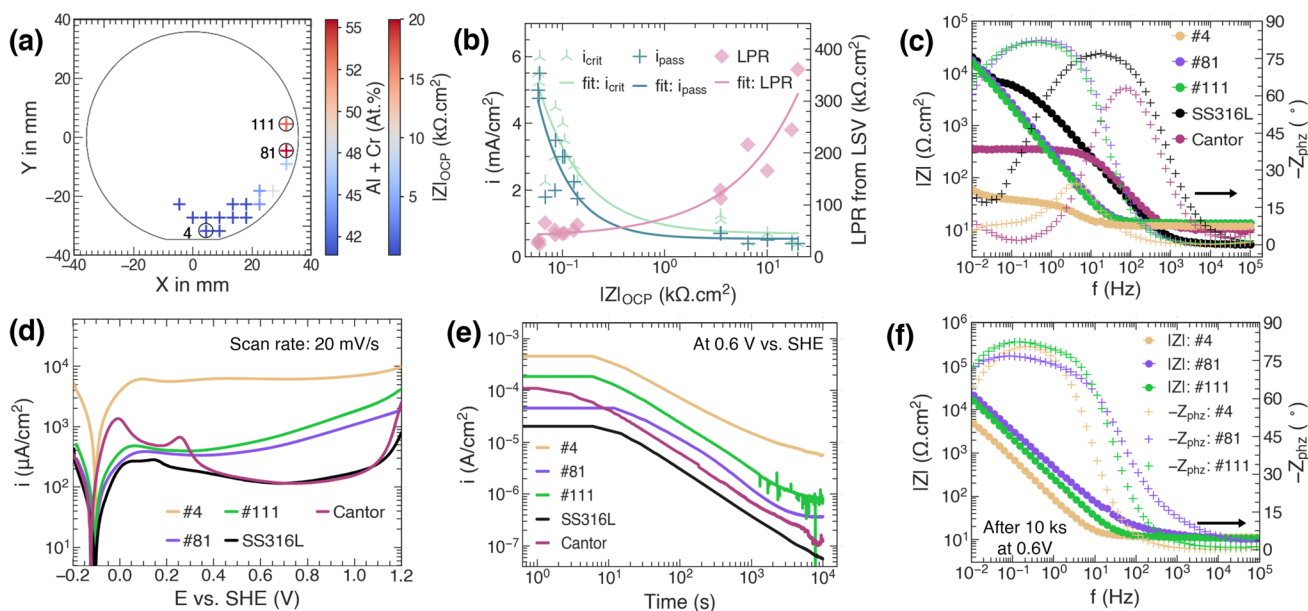 (a)
40
20
0
−20
−40
−40
−20
0
20
40
Y in mm
X in mm
111
81
4
55
52
50
48
45
42
Al + Cr (At.%)
20
15
10
5
|Z|OCP (kΩ.cm²)
(b)
icrit
ipass
LPR
fit: icrit
fit: ipass
fit: LPR
6
4
2
0
i (mA/cm²)
400
300
200
100
0
LPR from LSV (kΩ.cm²)
10⁻¹
10⁰
10¹
|Z|OCP (kΩ.cm²)
(c)
#4
#81
#111
SS316L
Cantor
10⁵
10⁴
10³
10²
10¹
|Z| (Ω.cm²)
90
75
60
45
30
15
0
−Zphz (°)
10⁻²
10⁻¹
10⁰
10¹
10²
10³
10⁴
10⁵
f (Hz)
(d)
Scan rate: 20 mV/s
10⁴
10³
10²
10¹
i (µA/cm²)
#4
#111
Cantor
#81
SS316L
−0.2
0.0
0.2
0.4
0.6
0.8
1.0
1.2
E vs. SHE (V)
(e)
At 0.6 V vs. SHE
10⁻³
10⁻⁴
10⁻⁵
10⁻⁶
10⁻⁷
i (A/cm²)
#4
#81
#111
SS316L
Cantor
10⁰
10¹
10²
10³
10⁴
Time (s)
(f)
|Z|: #4
|Z|: #81
|Z|: #111
−Zphz: #4
−Zphz: #81
−Zphz: #111
After 10 ks
at 0.6V
10⁶
10⁵
10⁴
10³
10²
10¹
|Z| (Ω.cm²)
90
75
60
45
30
15
0
−Zphz (°)
10⁻²
10⁻¹
10⁰
10¹
10²
10³
10⁴
10⁵
f (Hz)